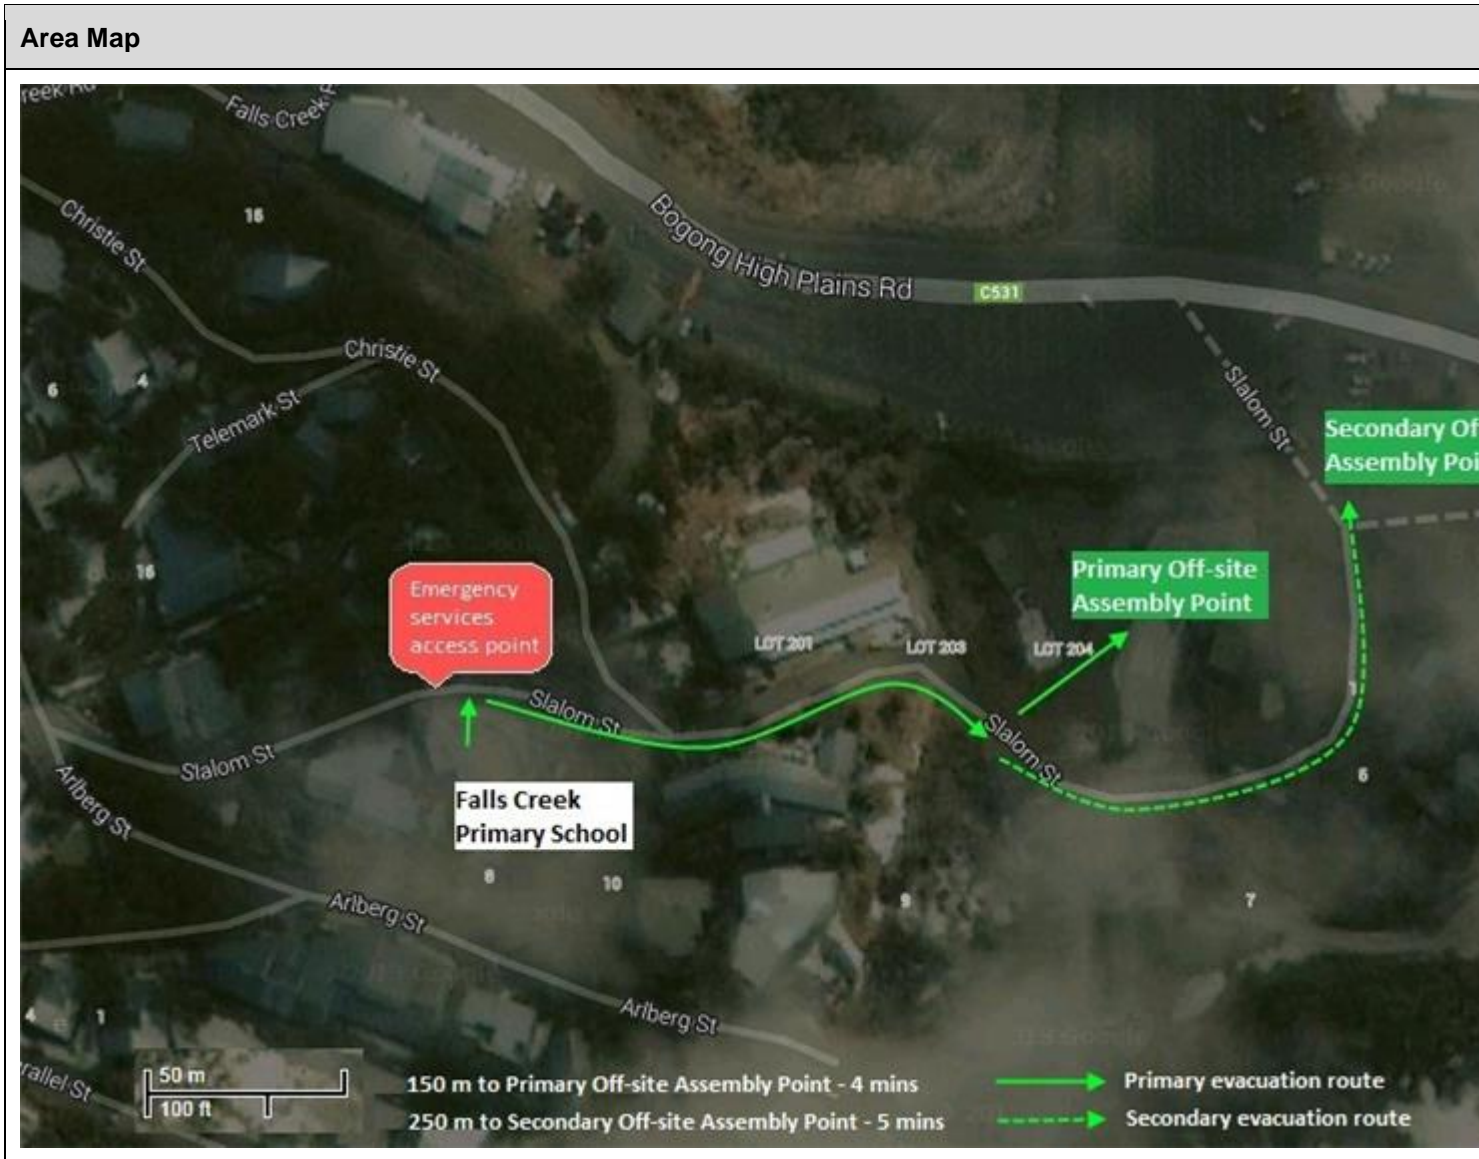 Area Map
Falls Creek
Christie St
16
Bogong High Plains Rd
C531
Christie St
Slalom St
6
4
Telemark St
Secondary Of
Assembly Poi
16
Emergency
services
access point
Primary Off-site
Assembly Point
LOT 201
LOT 203
LOT 204
Slalom St
Slalom St
1
Slalom St
6
Arlberg St
Falls Creek
Primary School
8
10
9
7
Arlberg St
Arlberg St
4
1
rallel St
50 m
100 ft
150 m to Primary Off-site Assembly Point - 4 mins
250 m to Secondary Off-site Assembly Point - 5 mins
Primary evacuation route
Secondary evacuation route